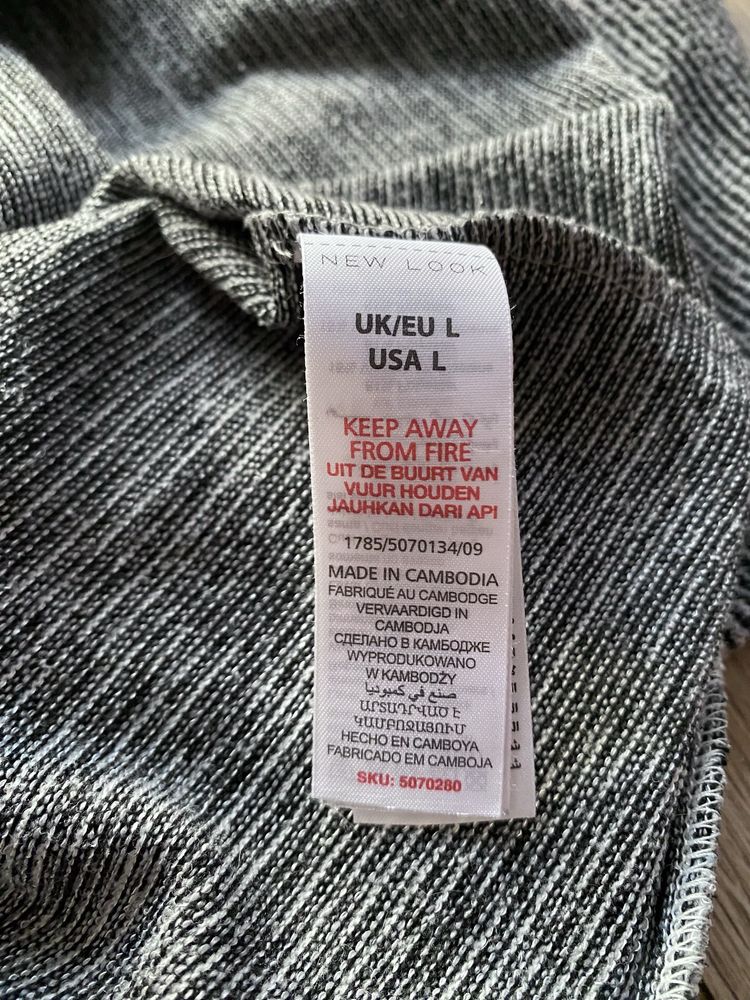 NEW LOOK
UK/EU L
USA L
KEEP AWAY
FROM FIRE
UIT DE BUURT VAN
VUUR HOUDEN
JAUHKAN DARI API
1785/5070134/09
MADE IN CAMBODIA
FABRIQUÉ AU CAMBODGE
VERVAARDIGD IN
CAMBODJA
СДЕЛАНО В КАМБОДЖЕ
WYPRODUKOWANO
W KAMBODŻY
صنع في كمبوديا
ԱՐՏԱԴՐՎԱԾ Է
ԿԱՄԲՈՋԱՅՈՒՄ
HECHO EN CAMBOYA
FABRICADO EM CAMBOJA
SKU: 5070280